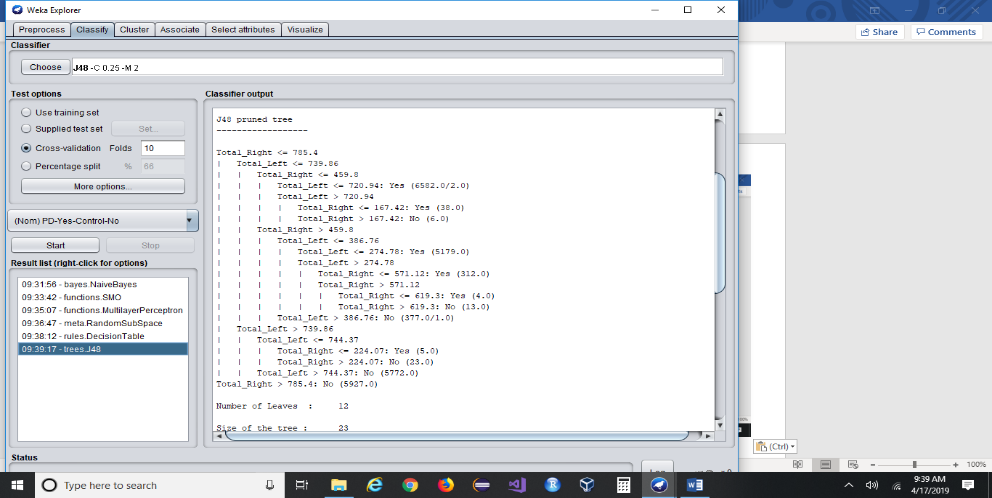 Weka Explorer
Preprocess Classify Cluster Associate Select attributes Visualize
Classifier
Choose J48 -C 0.25 -M 2
Test options
Use training set
Supplied test set Set...
Cross-validation Folds 10
Percentage split % 66
More options...
(Nom) PD-Yes-Control-No
Start Stop
Result list (right-click for options)
09:31:56 - bayes.NaiveBayes
09:33:42 - functions.SMO
09:35:07 - functions.MultilayerPerceptron
09:36:47 - meta.RandomSubSpace
09:38:12 - rules.DecisionTable
09:39:17 - trees.J48
Classifier output
J48 pruned tree
------------------
Total_Right <= 785.4
| Total_Left <= 739.86
| | Total_Right <= 459.8
| | | Total_Left <= 720.94: Yes (6582.0/2.0)
| | | Total_Left > 720.94
| | | | Total_Right <= 167.42: Yes (38.0)
| | | | Total_Right > 167.42: No (6.0)
| | Total_Right > 459.8
| | | Total_Left <= 386.76
| | | | Total_Left <= 274.78: Yes (5179.0)
| | | | Total_Left > 274.78
| | | | | Total_Right <= 571.12: Yes (312.0)
| | | | | Total_Right > 571.12
| | | | | | Total_Right <= 619.3: Yes (4.0)
| | | | | | Total_Right > 619.3: No (13.0)
| | | Total_Left > 386.76: No (377.0/1.0)
| Total_Left > 739.86
| | Total_Left <= 744.37
| | | Total_Right <= 224.07: Yes (5.0)
| | | Total_Right > 224.07: No (23.0)
| | Total_Left > 744.37: No (5772.0)
Total_Right > 785.4: No (5927.0)
Number of Leaves : 12
Size of the tree : 23
Status
Log
Share Comments
(Ctrl)
100%
Type here to search
9:39 AM
4/17/2019